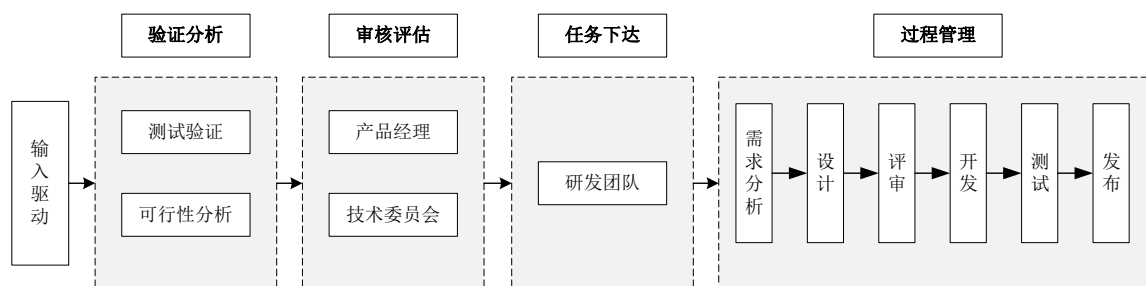 验证分析
审核评估
任务下达
过程管理
输入驱动
测试验证
可行性分析
产品经理
技术委员会
研发团队
需求分析
设计
评审
开发
测试
发布